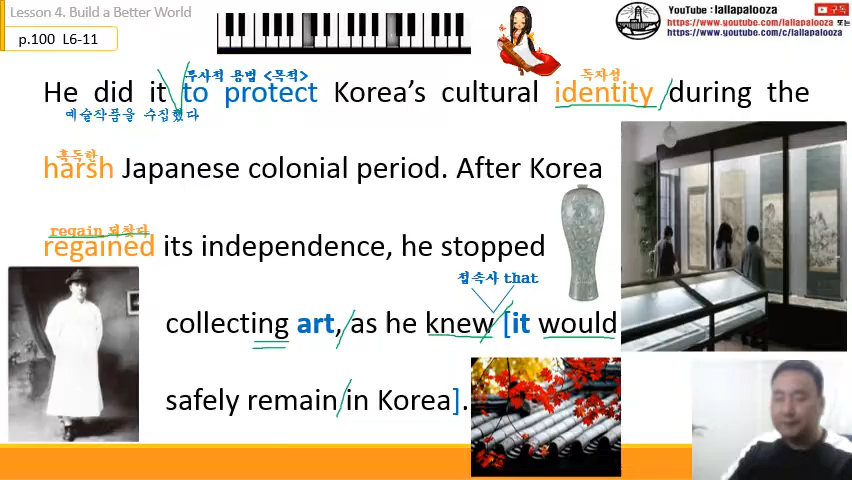 Lesson 4. Build a Better World
p.100 L6-11
YouTube : lallapalooza
구독
https://www.youtube.com/lallapalooza 또는
https://www.youtube.com/c/lallapalooza
부사적 용법 <목적>
독자성
He did it to protect Korea's cultural identity during the
예술작품을 수집했다
혹독한
harsh Japanese colonial period. After Korea
regain 되찾다
regained its independence, he stopped
접속사 that
collecting art, as he knew [it would
safely remain in Korea].